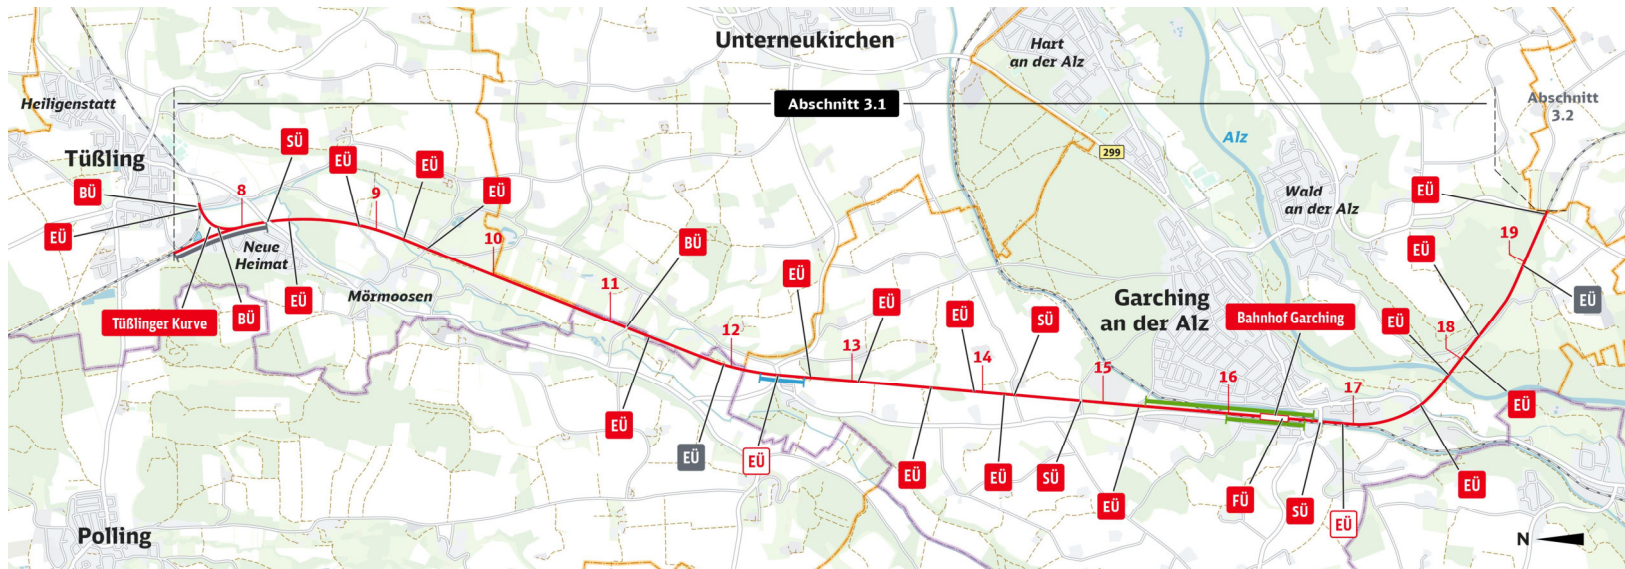 Unterneukirchen
Hart
an der Alz
Heiligenstatt
Abschnitt 3.1
Abschnitt
3.2
Tüßling
SÜ
Alz
299
EÜ
EÜ
BÜ
8
9
EÜ
EÜ
Wald
an der Alz
EÜ
Neue
Heimat
10
BÜ
19
EÜ
Mörmoosen
11
EÜ
EÜ
EÜ
Garching
an der Alz
Tüßlinger Kurve
BÜ
EÜ
12
13
EÜ
SÜ
Bahnhof Garching
EÜ
18
14
15
16
17
EÜ
EÜ
EÜ
EÜ
EÜ
EÜ
SÜ
EÜ
FÜ
SÜ
EÜ
EÜ
Polling
N